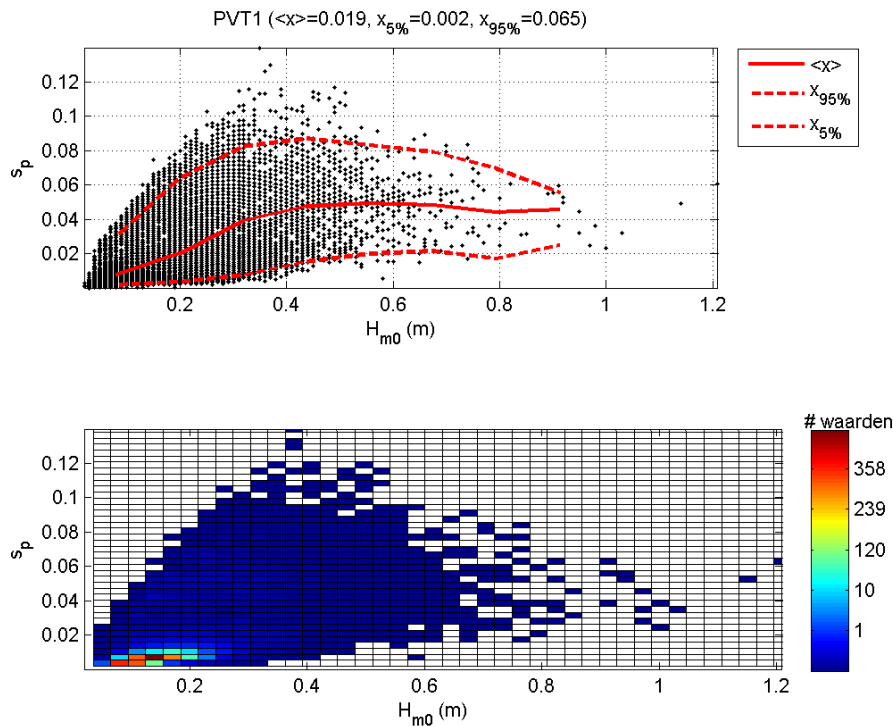 PVT1 (<x>=0.019, x5%=0.002, x95%=0.065)
<x>
x95%
x5%
0.12
0.1
0.08
0.06
0.04
0.02
sp
0.2 0.4 0.6 0.8 1 1.2
Hm0 (m)
# waarden
358
239
120
10
1
0.12
0.1
0.08
0.06
0.04
0.02
sp
0.2 0.4 0.6 0.8 1 1.2
Hm0 (m)